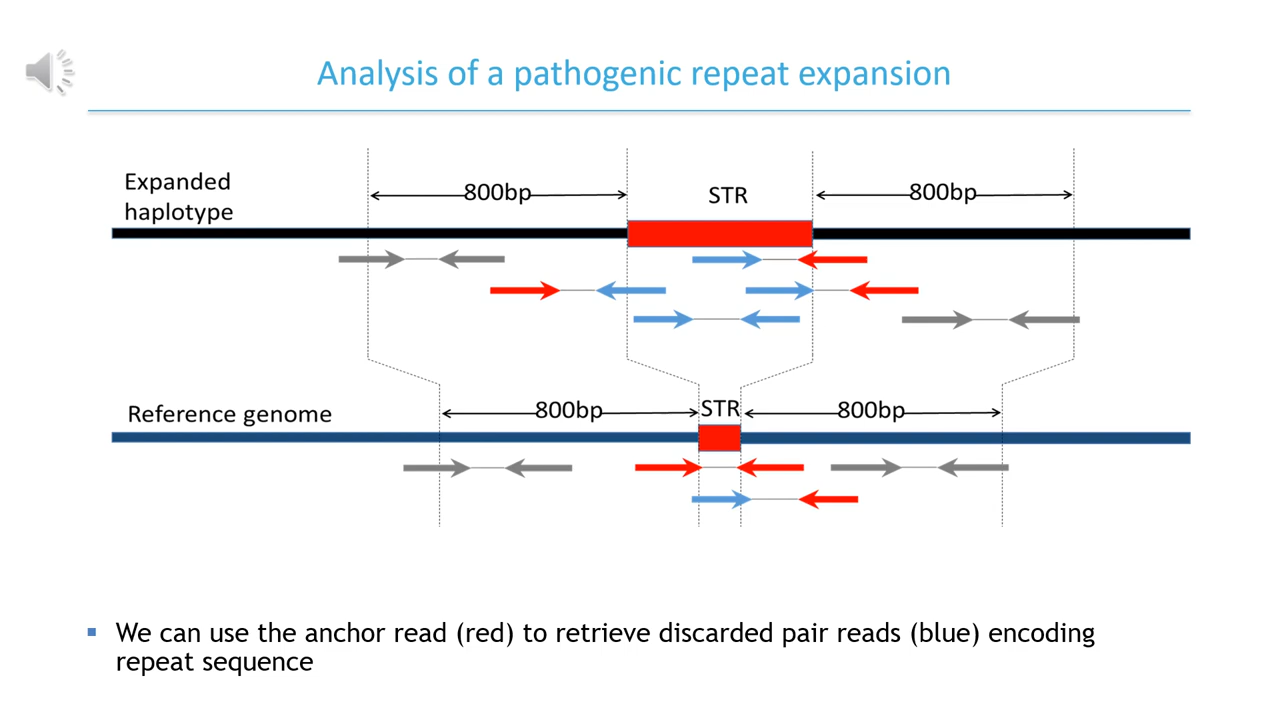 Analysis of a pathogenic repeat expansion
Expanded
haplotype
800bp
STR
800bp
Reference genome
800bp
STR
800bp
We can use the anchor read (red) to retrieve discarded pair reads (blue) encoding
repeat sequence